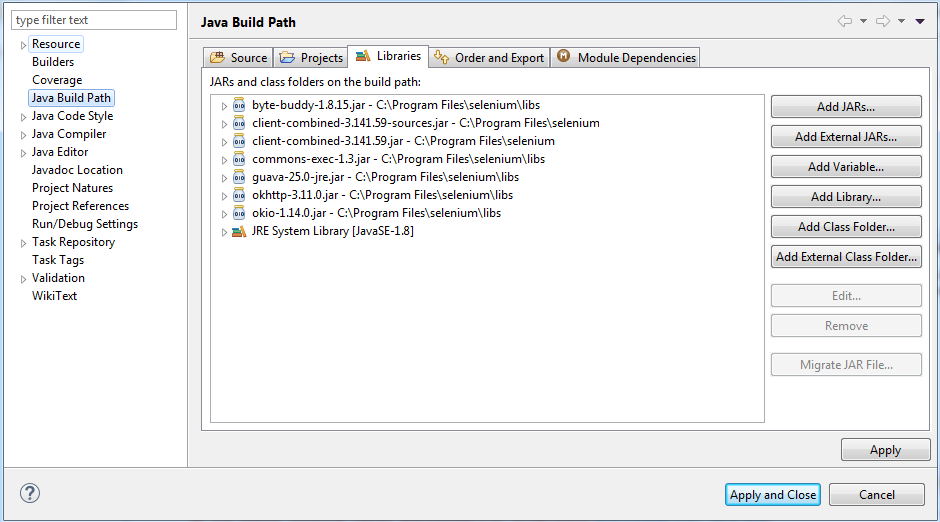 type filter text
Resource
Builders
Coverage
Java Build Path
Java Code Style
Java Compiler
Java Editor
Javadoc Location
Project Natures
Project References
Run/Debug Settings
Task Repository
Task Tags
Validation
WikiText
Java Build Path
Source Projects Libraries Order and Export Module Dependencies
JARs and class folders on the build path:
byte-buddy-1.8.15.jar - C:\Program Files\selenium\libs
client-combined-3.141.59-sources.jar - C:\Program Files\selenium
client-combined-3.141.59.jar - C:\Program Files\selenium
commons-exec-1.3.jar - C:\Program Files\selenium\libs
guava-25.0-jre.jar - C:\Program Files\selenium\libs
okhttp-3.11.0.jar - C:\Program Files\selenium\libs
okio-1.14.0.jar - C:\Program Files\selenium\libs
JRE System Library [JavaSE-1.8]
Add JARs...
Add External JARs...
Add Variable...
Add Library...
Add Class Folder...
Add External Class Folder...
Edit...
Remove
Migrate JAR File...
Apply
? Apply and Close Cancel